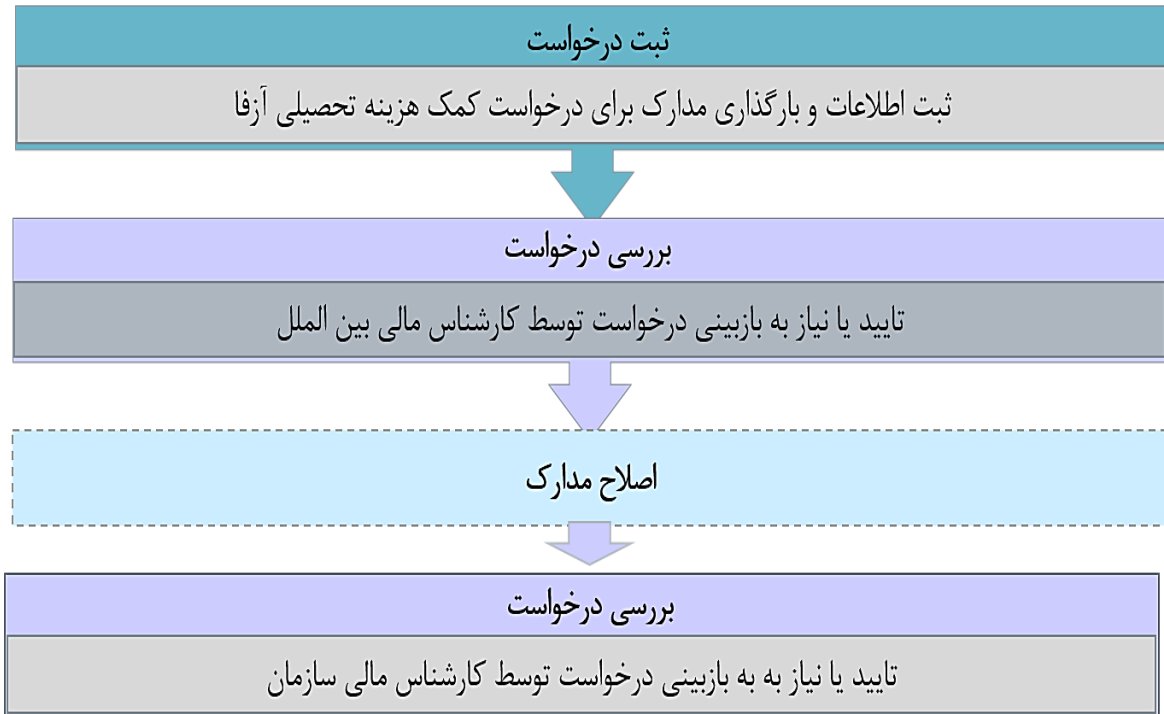 ثبت درخواست
ثبت اطلاعات و بارگذاری مدارک برای درخواست کمک هزینه تحصیلی آزفا
بررسی درخواست
تایید یا نیاز به بازبینی درخواست توسط کارشناس مالی بین الملل
اصلاح مدارک
بررسی درخواست
تایید یا نیاز به به بازبینی درخواست توسط کارشناس مالی سازمان